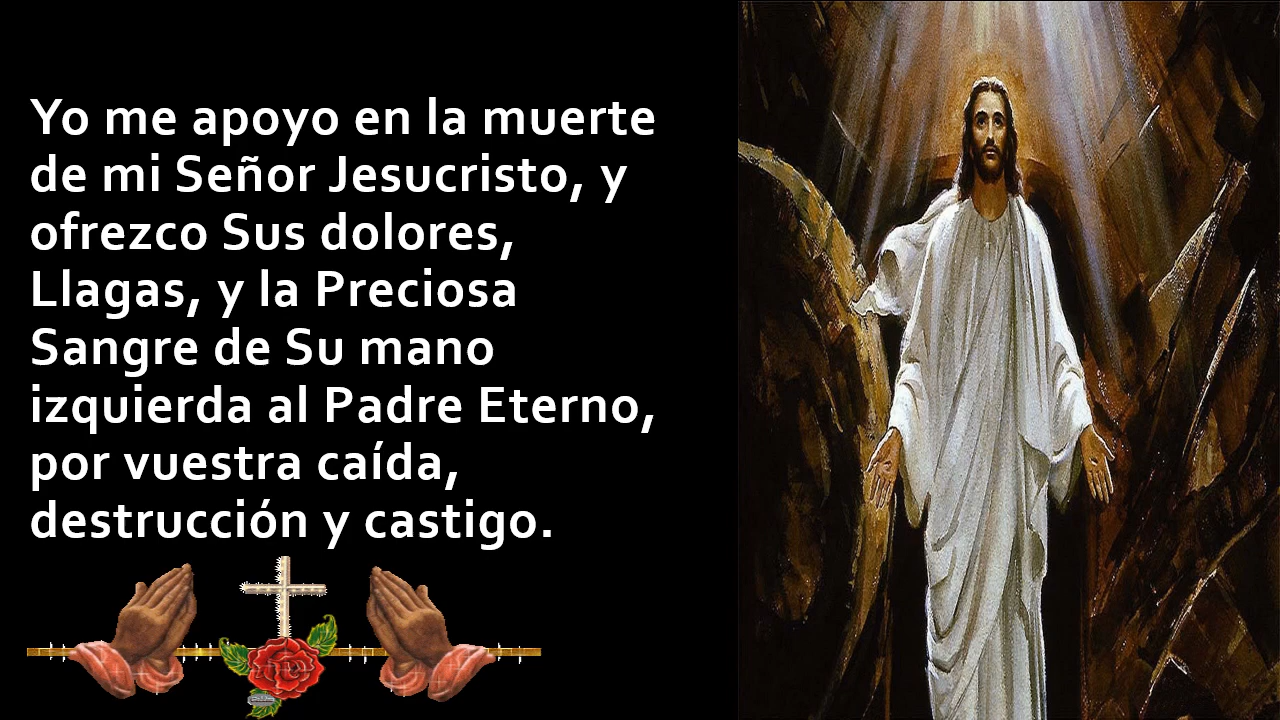 Yo me apoyo en la muerte
de mi Señor Jesucristo, y
ofrezco Sus dolores,
Llagas, y la Preciosa
Sangre de Su mano
izquierda al Padre Eterno,
por vuestra caída,
destrucción y castigo.